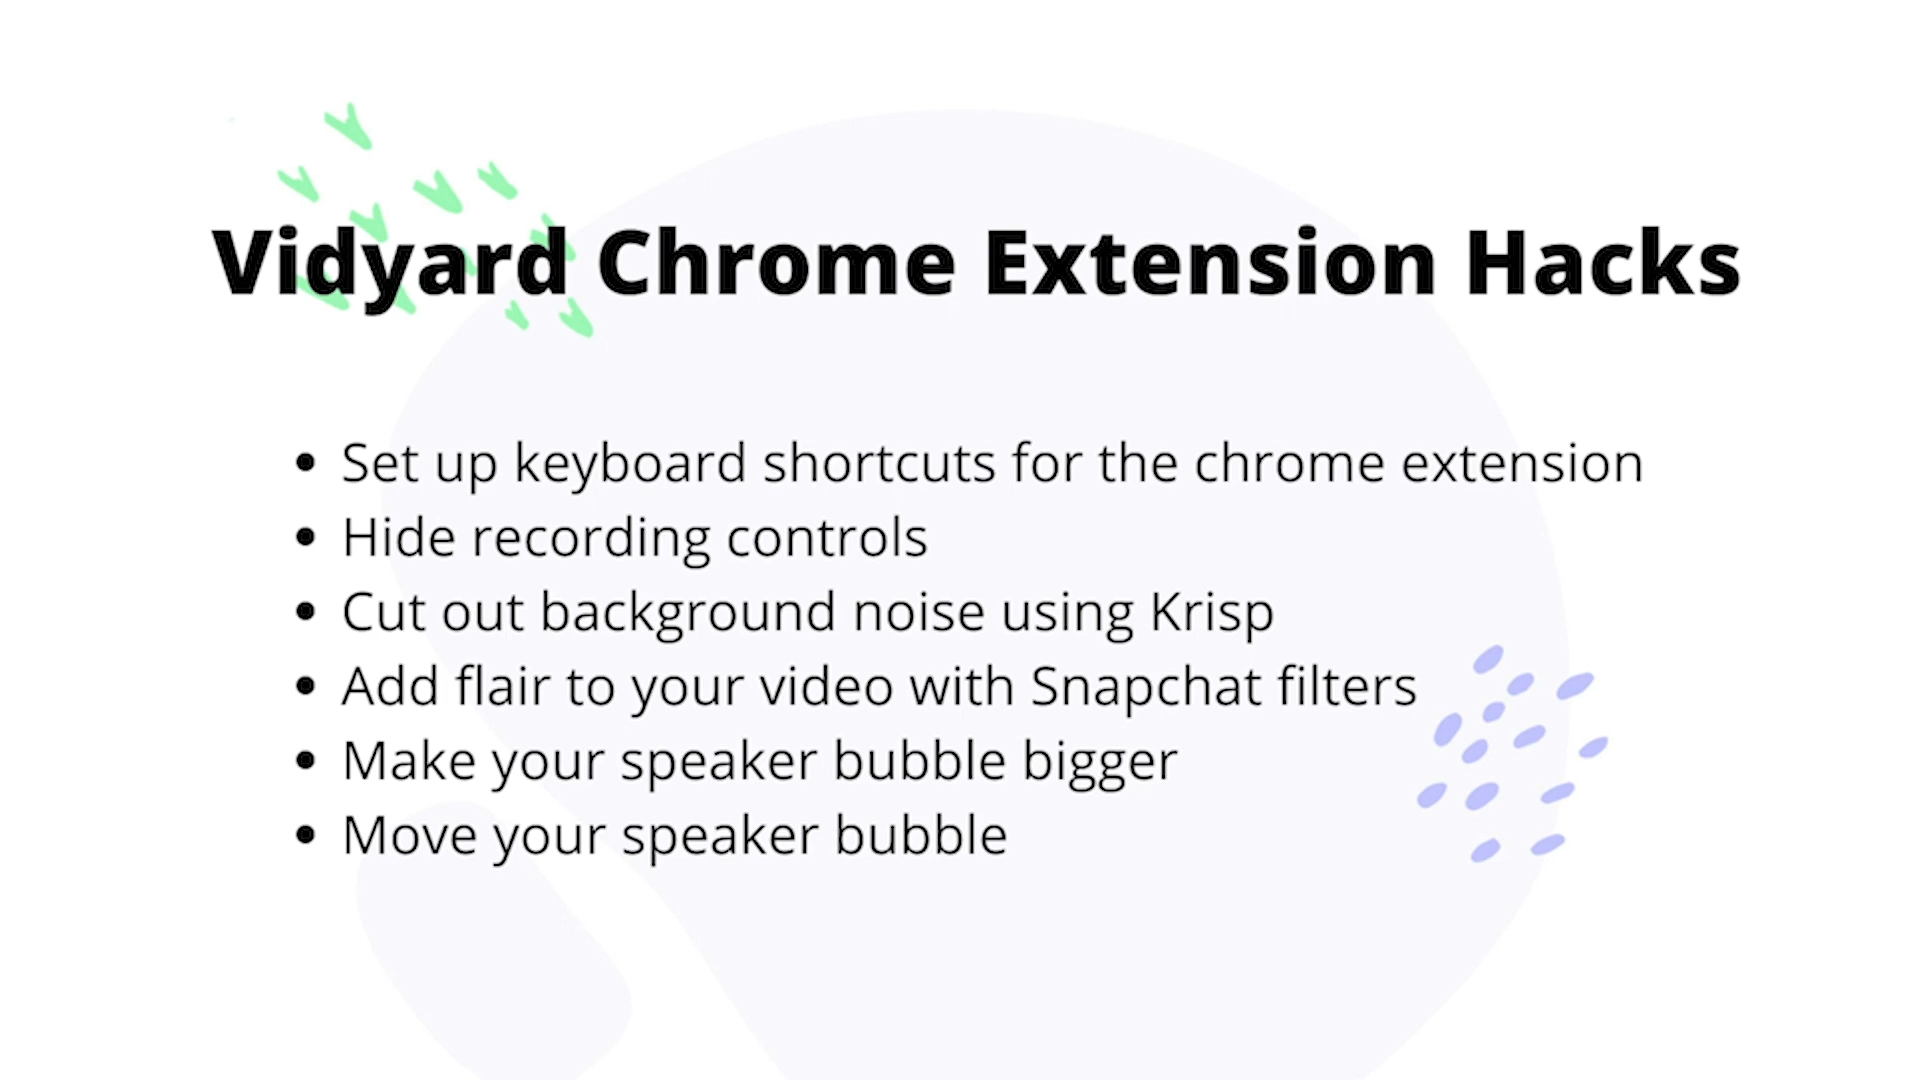 Vidyard Chrome Extension Hacks
• Set up keyboard shortcuts for the chrome extension
• Hide recording controls
• Cut out background noise using Krisp
• Add flair to your video with Snapchat filters
• Make your speaker bubble bigger
• Move your speaker bubble